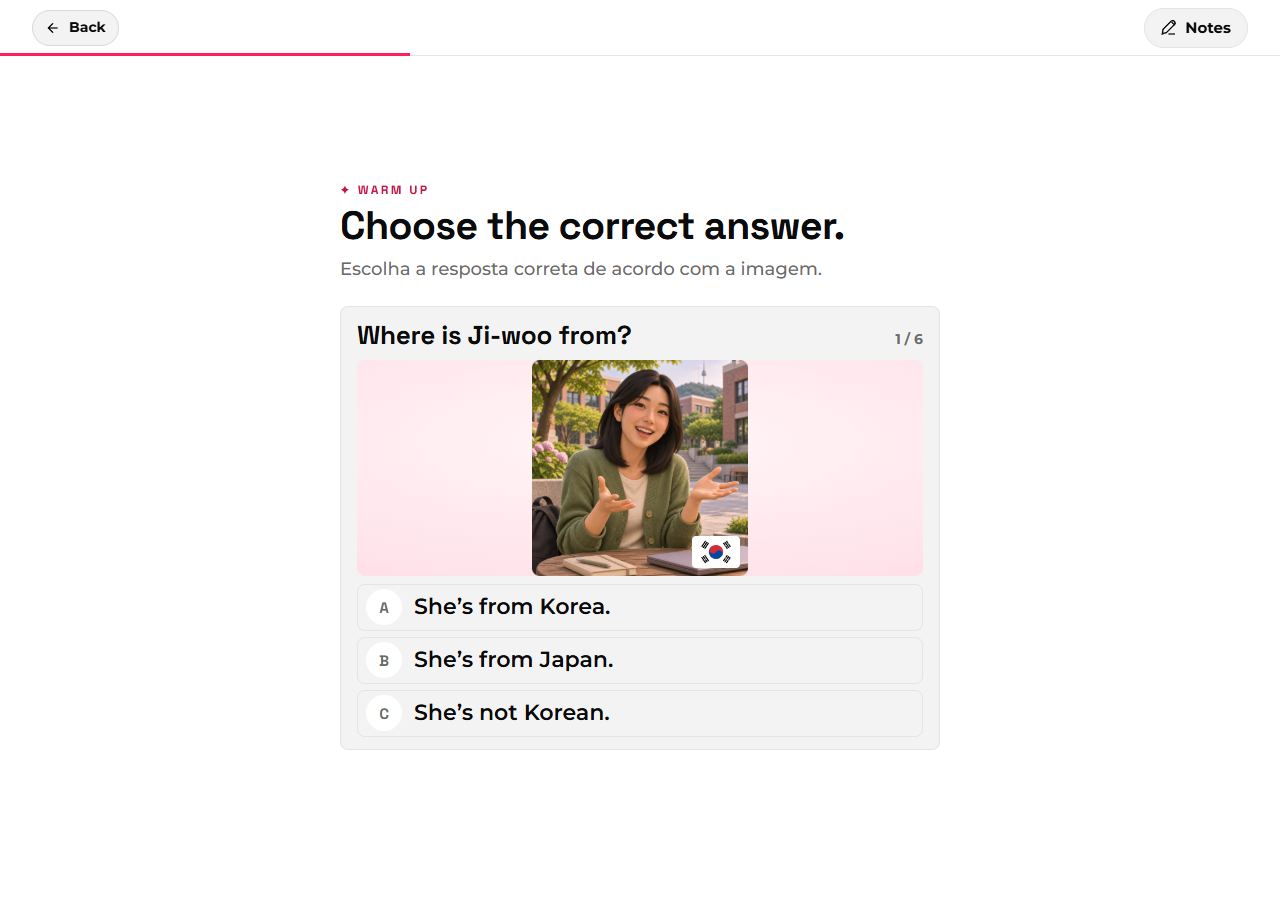 Back
Notes
✦ WARM UP
Choose the correct answer.
Escolha a resposta correta de acordo com a imagem.
Where is Ji-woo from?
1 / 6
A She’s from Korea.
B She’s from Japan.
C She’s not Korean.